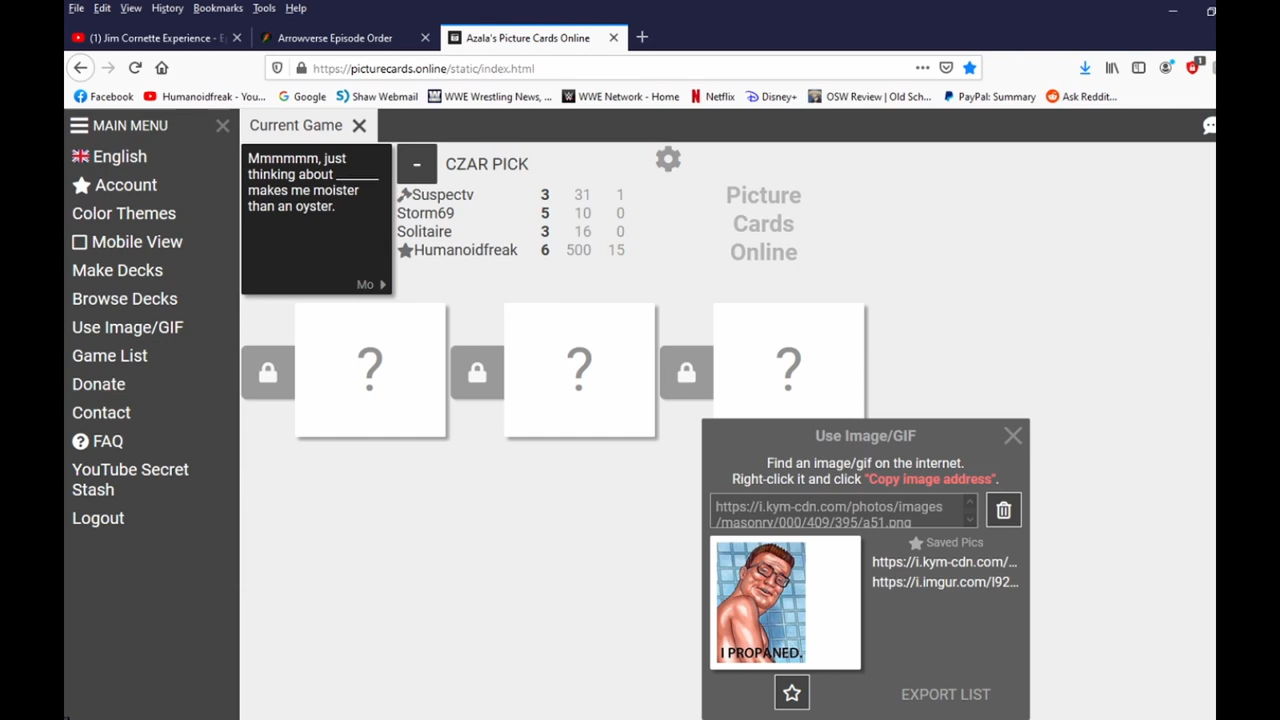 File Edit View History Bookmarks Tools Help
(1) Jim Cornette Experience - E
Arrowverse Episode Order
Azala's Picture Cards Online
https://picturecards.online/static/index.html
1
Facebook
Humanoidfreak - You...
Google
Shaw Webmail
WWE Wrestling News, ...
WWE Network - Home
Netflix
Disney+
OSW Review | Old Sch...
PayPal: Summary
Ask Reddit...
MAIN MENU
Current Game
English
Account
Color Themes
Mobile View
Make Decks
Browse Decks
Use Image/GIF
Game List
Donate
Contact
FAQ
YouTube Secret
Stash
Logout
Mmmmmm, just
thinking about ______
makes me moister
than an oyster.
Mo
- CZAR PICK
Suspectv 3 31 1
Storm69 5 10 0
Solitaire 3 16 0
Humanoidfreak 6 500 15
Picture
Cards
Online
?
?
?
Use Image/GIF
Find an image/gif on the internet.
Right-click it and click "Copy image address".
https://i.kym-cdn.com/photos/images
/masonry/000/409/395/a51.png
Saved Pics
https://i.kym-cdn.com/...
https://i.imgur.com/I92...
I PROPANED.
EXPORT LIST